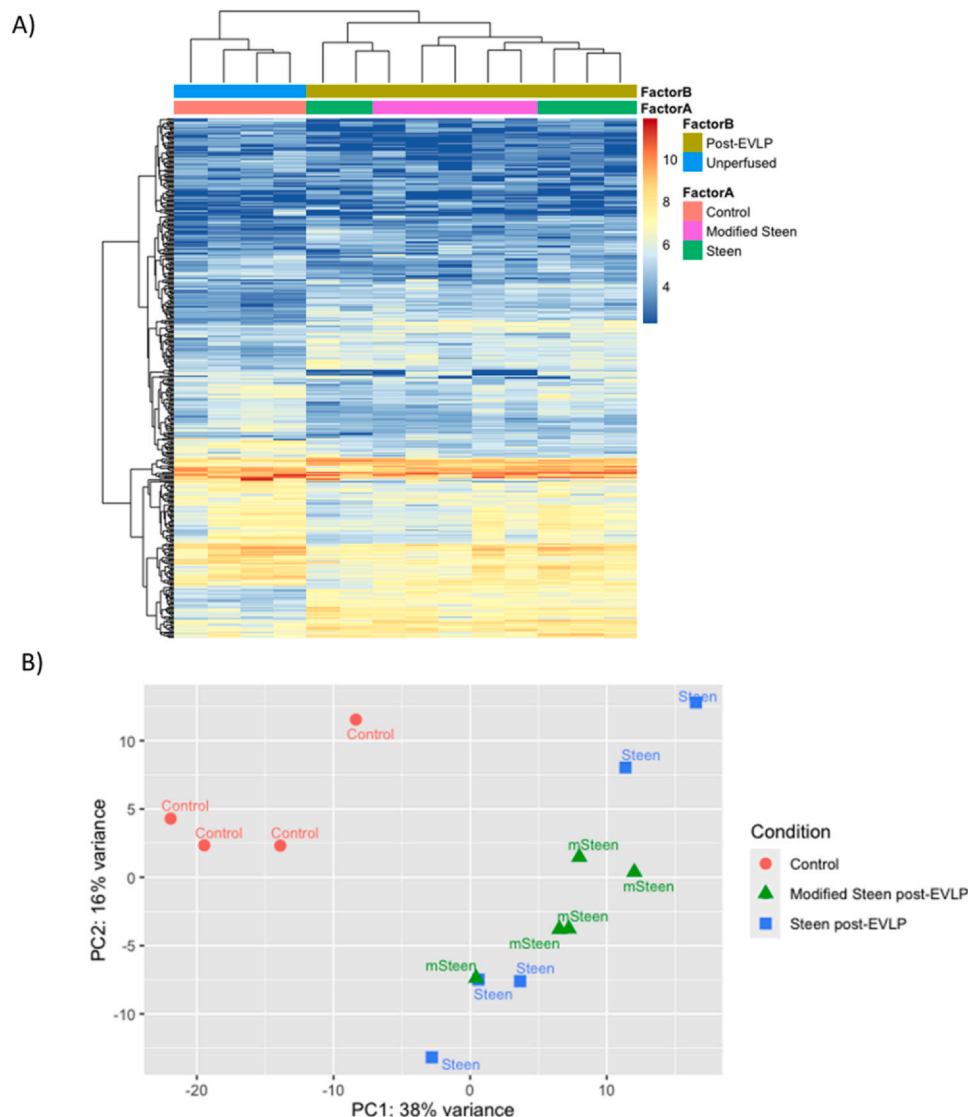 A)
FactorB
FactorA
FactorB
Post-EVLP
Unperfused
FactorA
Control
Modified Steen
Steen
10
8
6
4
B)
Steen
Steen
Control
Control
Control
Control
mSteen
mSteen
mSteen
mSteen
mSteen
Steen
Steen
Steen
10
5
0
-5
-10
PC2: 16% variance
-20
-10
0
10
PC1: 38% variance
Condition
Control
Modified Steen post-EVLP
Steen post-EVLP